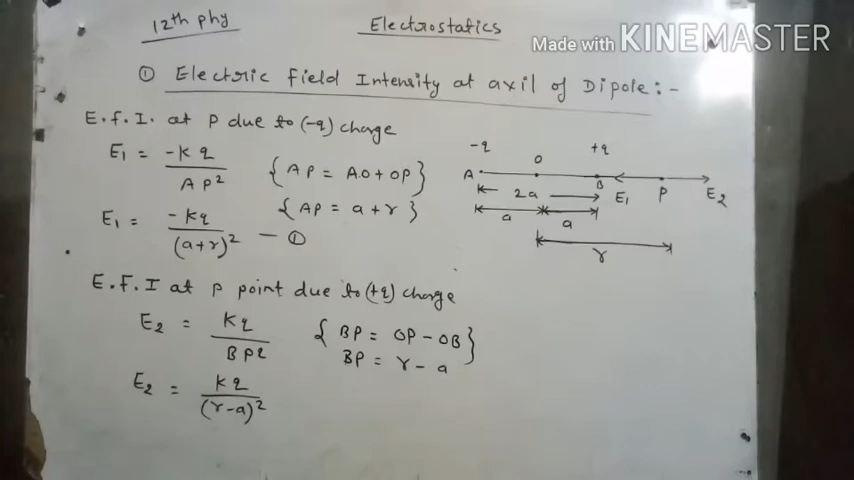 12th phy
Electrostatics
Made with KINEMASTER
① Electric field Intensity at axil of Dipole:-
E.f.I. at P due to (-q) charge
E₁ = -Kq / AP² {AP = AO + OP}
{AP = a + r}
E₁ = -Kq / (a+r)² — ①
-q +q
A O B E₁ P E₂
2a
a a
r
E.F.I at P point due to (+q) charge
E₂ = Kq / BP² {BP = OP - OB}
BP = r - a
E₂ = Kq / (r-a)²